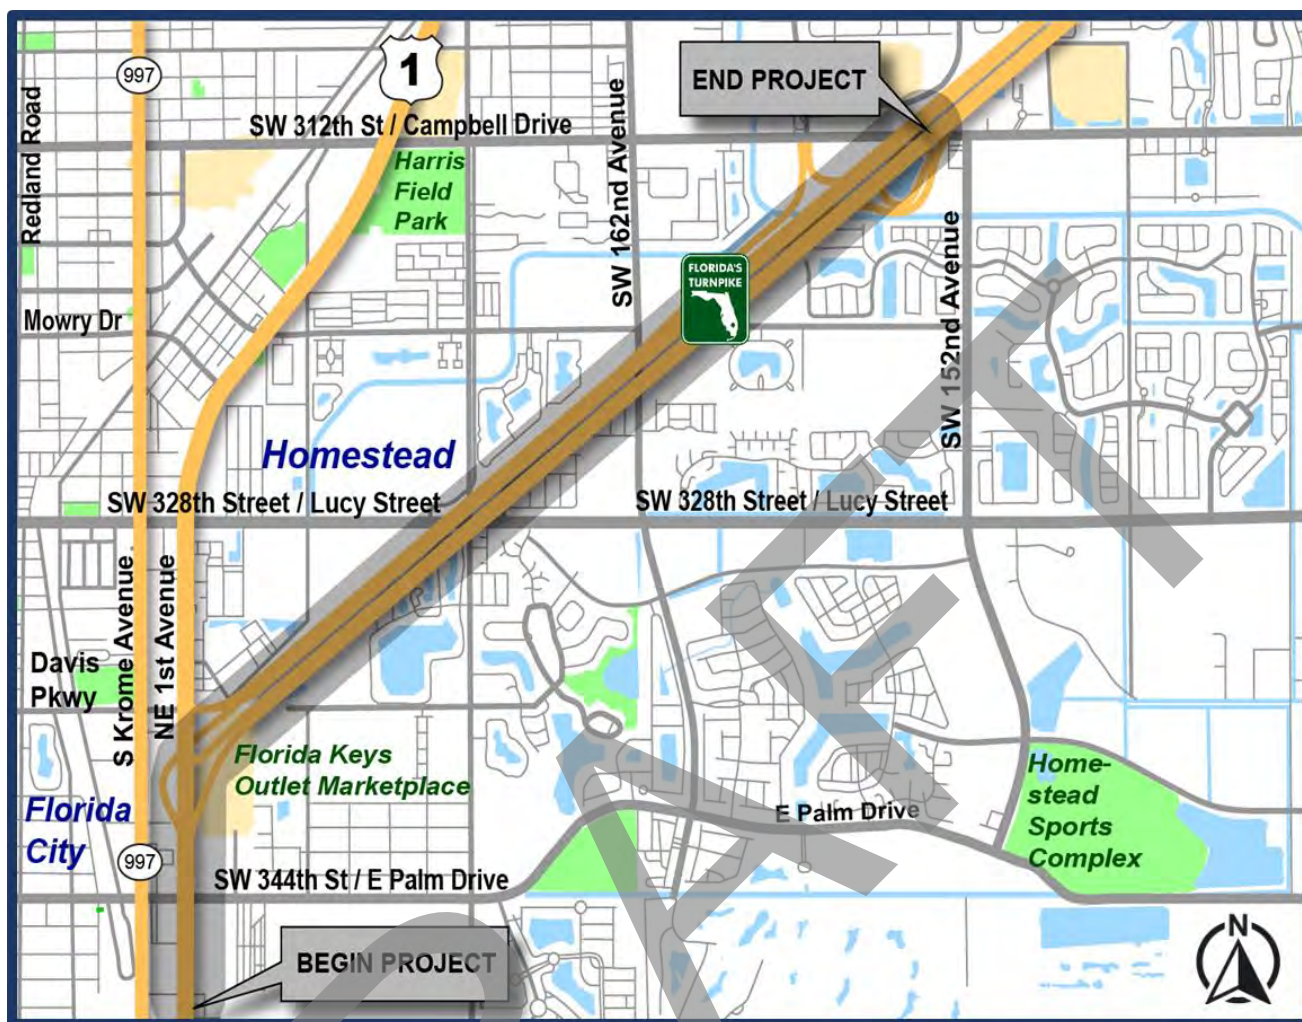 997
1
END PROJECT
Redland Road
SW 312th St / Campbell Drive
SW 162nd Avenue
Harris
Field
Park
SW 152nd Avenue
FLORIDA'S
TURNPIKE
Mowry Dr
Homestead
SW 328th Street / Lucy Street
SW 328th Street / Lucy Street
S Krome Avenue
NE 1st Avenue
Davis
Pkwy
Florida Keys
Outlet Marketplace
Florida
City
E Palm Drive
Home-
stead
Sports
Complex
997
SW 344th St / E Palm Drive
N
BEGIN PROJECT
DRAFT